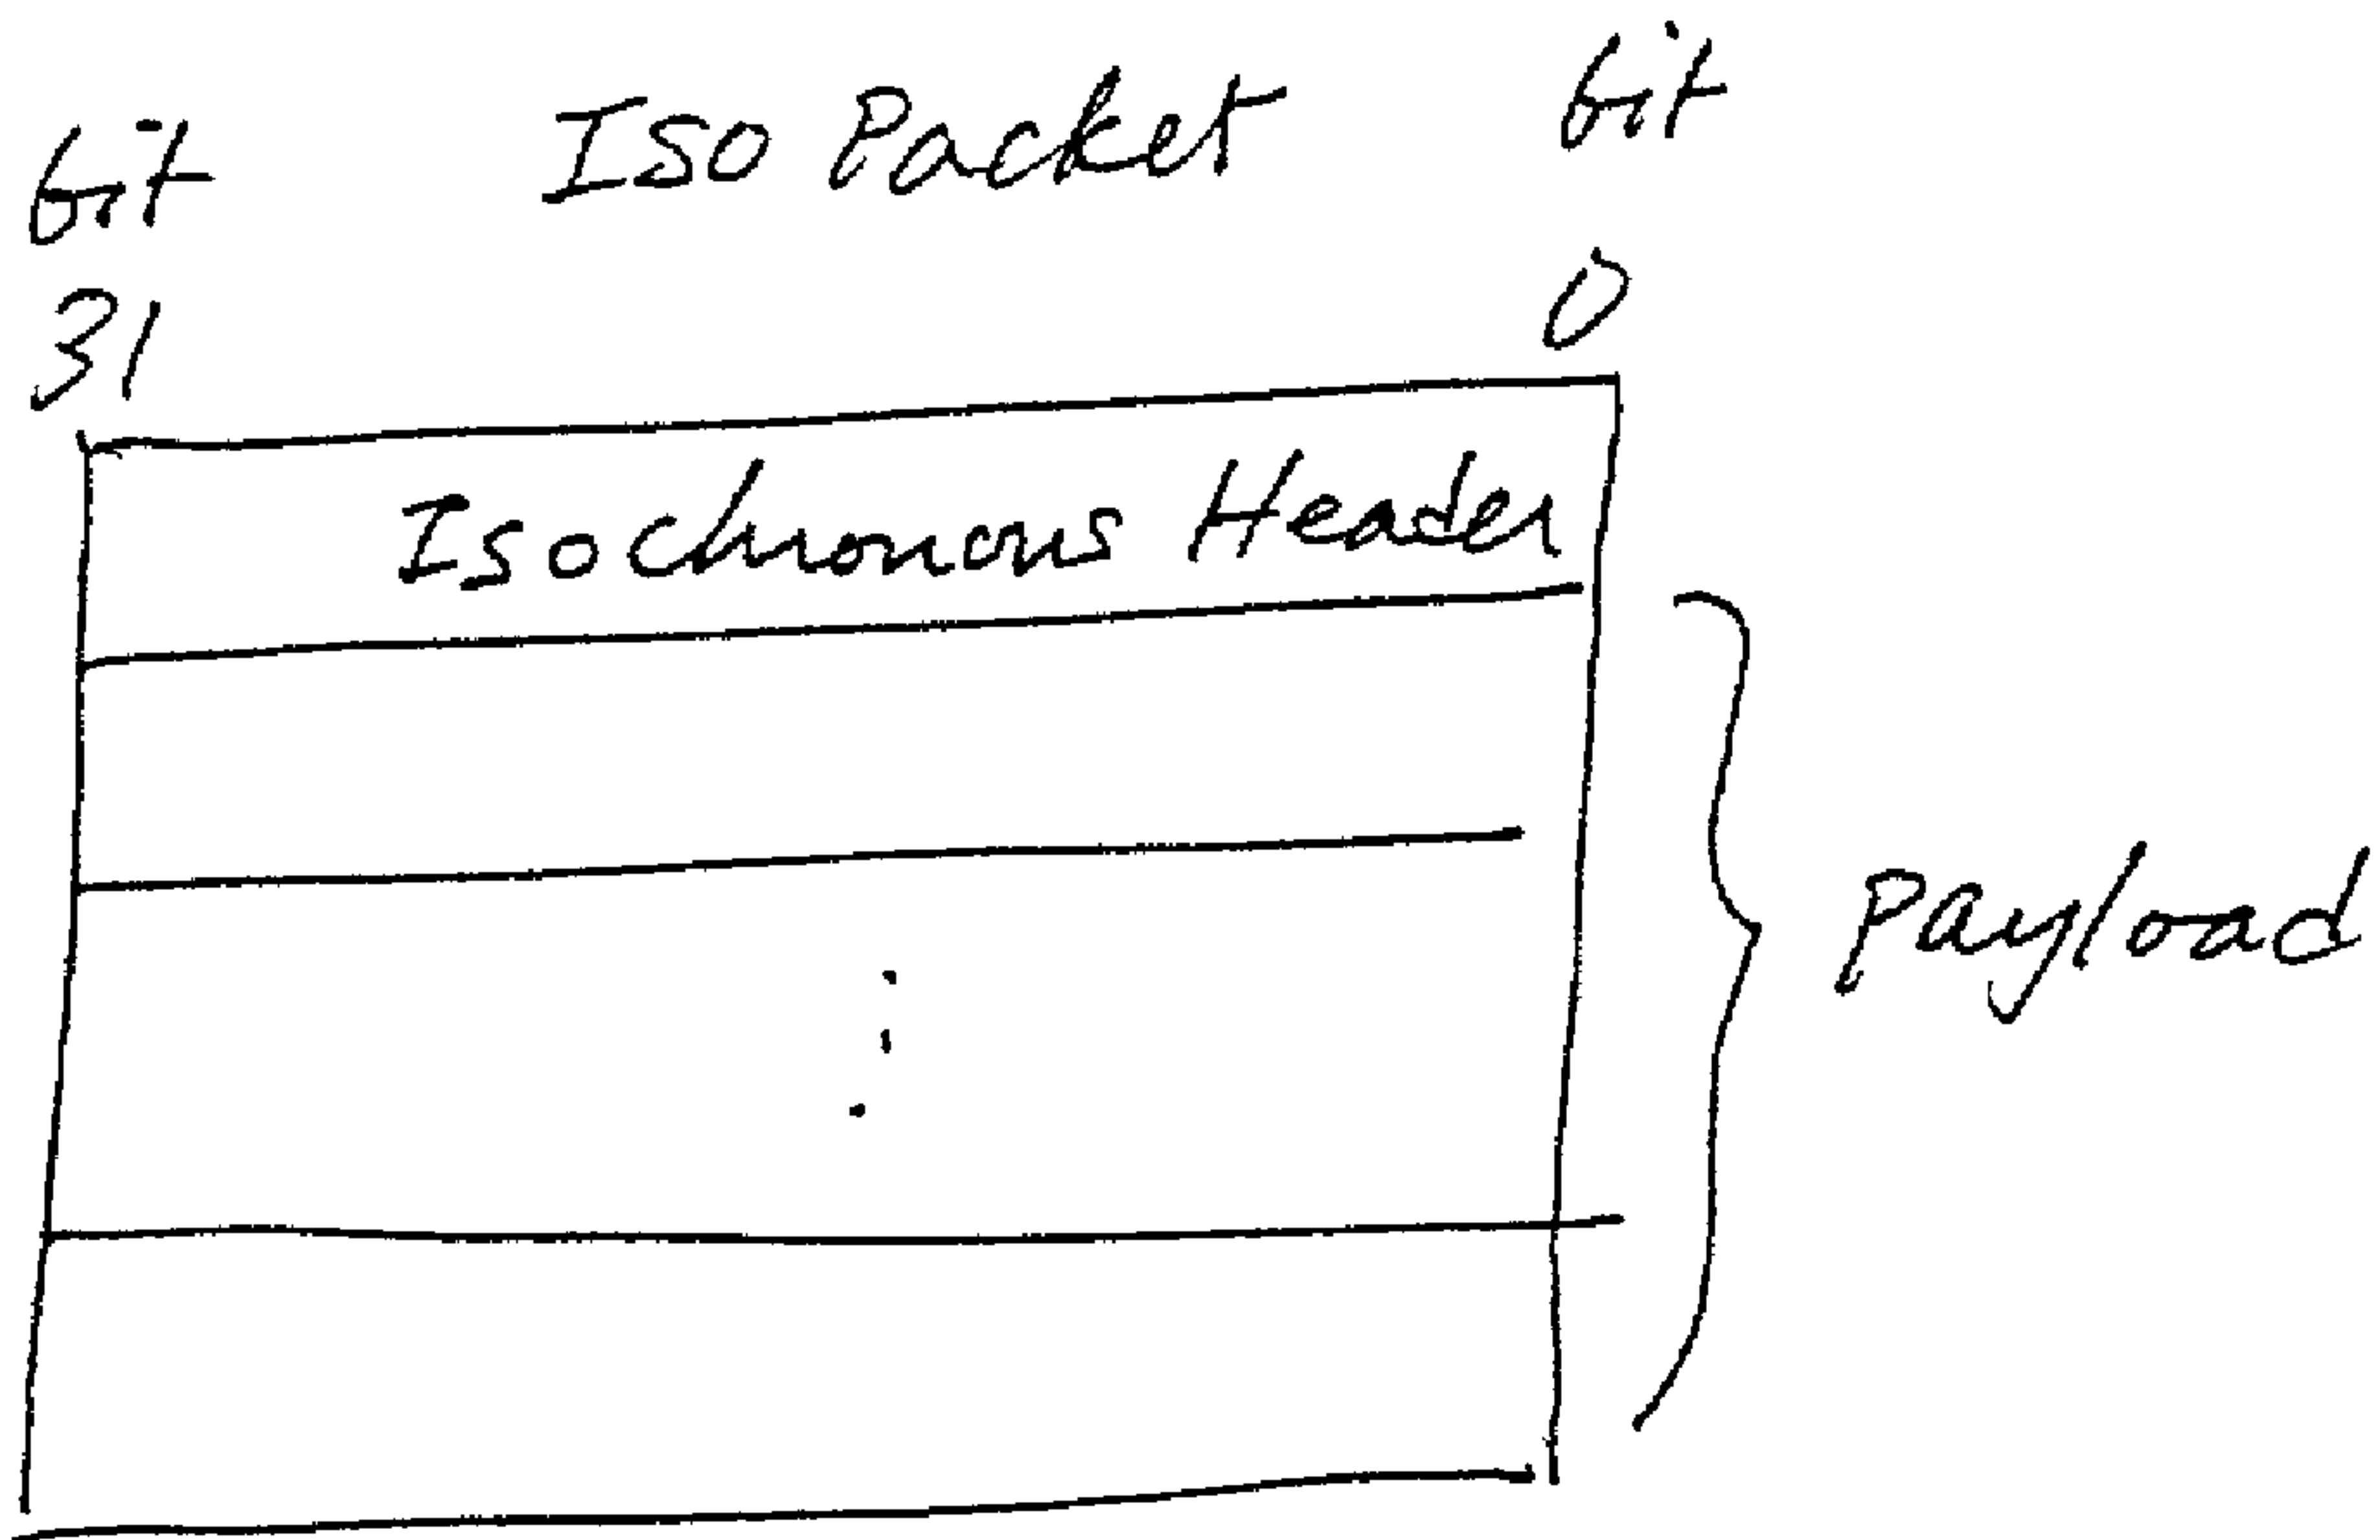 ISO Packet
bit
bit
31
0
Isochronous Header
Payload